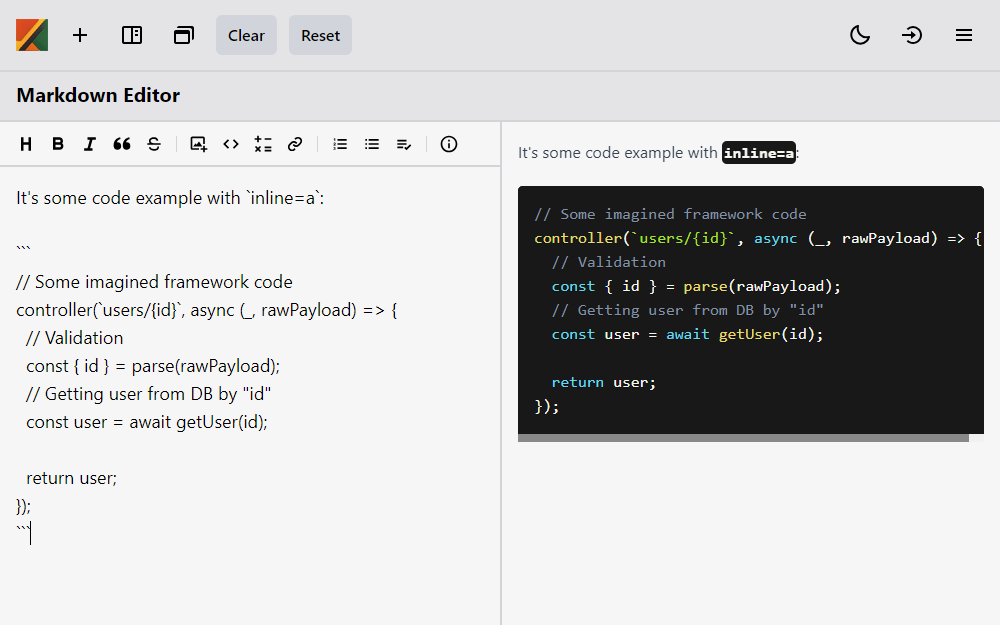 Clear Reset
Markdown Editor
H B I
It's some code example with `inline=a`:
```
// Some imagined framework code
controller(`users/{id}`, async (_, rawPayload) => {
  // Validation
  const { id } = parse(rawPayload);
  // Getting user from DB by "id"
  const user = await getUser(id);
  return user;
});
```
It's some code example with inline=a:
// Some imagined framework code
controller(`users/{id}`, async (_, rawPayload) => {
  // Validation
  const { id } = parse(rawPayload);
  // Getting user from DB by "id"
  const user = await getUser(id);
  return user;
});